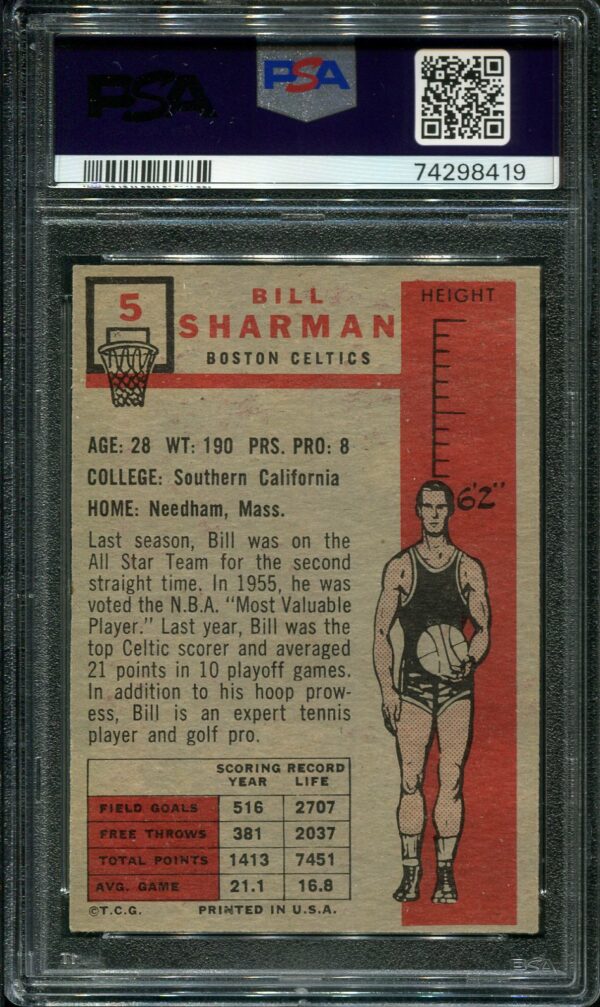 PSA PSA
74298419
5
BILL
SHARMAN
BOSTON CELTICS
HEIGHT
6'2"
AGE: 28 WT: 190 PRS. PRO: 8
COLLEGE: Southern California
HOME: Needham, Mass.
Last season, Bill was on the
All Star Team for the second
straight time. In 1955, he was
voted the N.B.A. "Most Valuable
Player." Last year, Bill was the
top Celtic scorer and averaged
21 points in 10 playoff games.
In addition to his hoop prow-
ess, Bill is an expert tennis
player and golf pro.
SCORING RECORD
YEAR LIFE
FIELD GOALS 516 2707
FREE THROWS 381 2037
TOTAL POINTS 1413 7451
AVG. GAME 21.1 16.8
©T.C.G. PRINTED IN U.S.A.
PSA